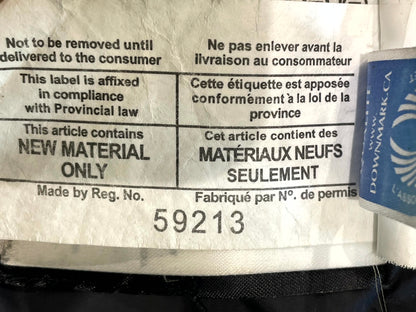 Not to be removed until
delivered to the consumer
Ne pas enlever avant la
livraison au consommateur
This label is affixed
in compliance
with Provincial law
Cette étiquette est apposée
conformement à la loi de la
province
This article contains
NEW MATERIAL
ONLY
Cet article contient des
MATÉRIAUX NEUFS
SEULEMENT
Made by Reg. No.
Fabriqué par Nº. de permis
59213
www.
DOWNMARK.CA